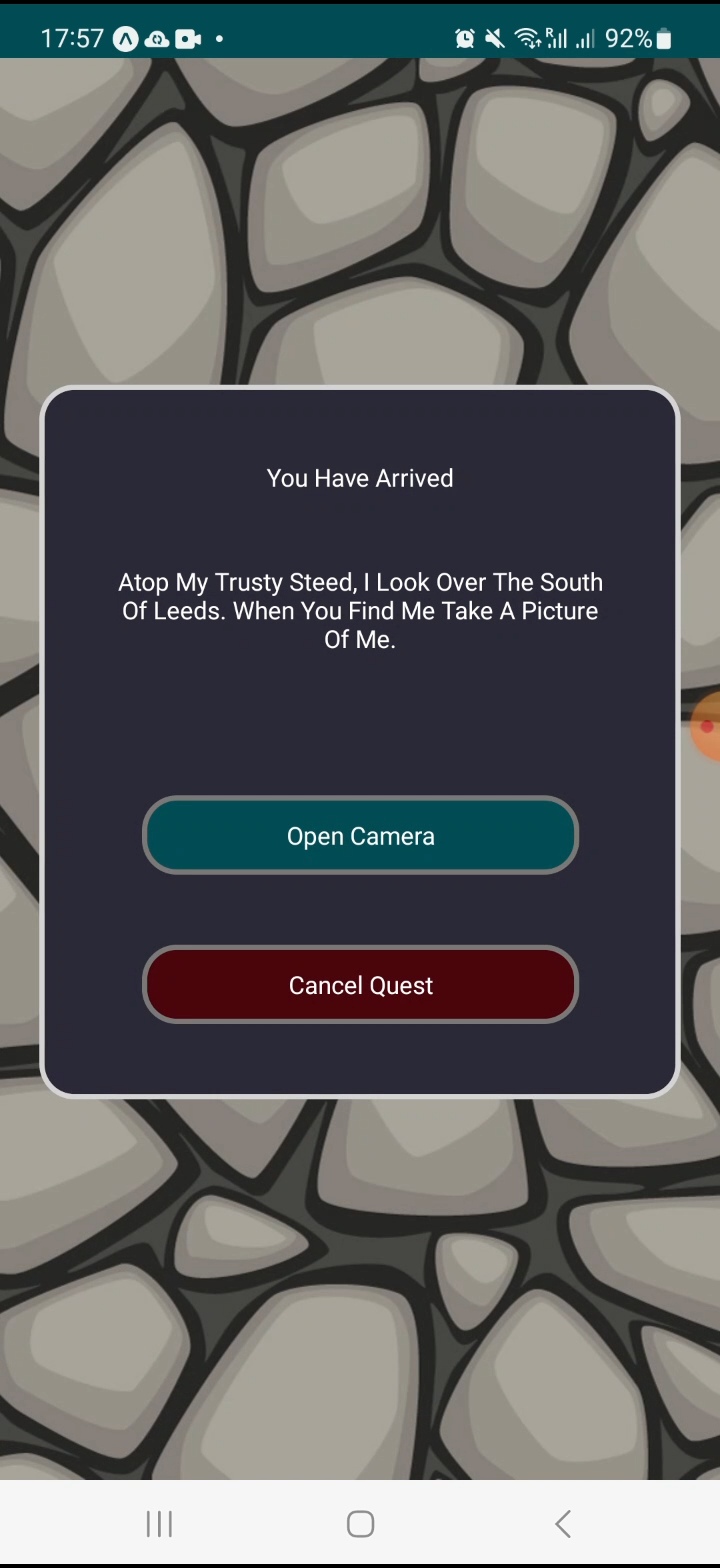 17:57 R 92%
You Have Arrived
Atop My Trusty Steed, I Look Over The South
Of Leeds. When You Find Me Take A Picture
Of Me.
Open Camera
Cancel Quest